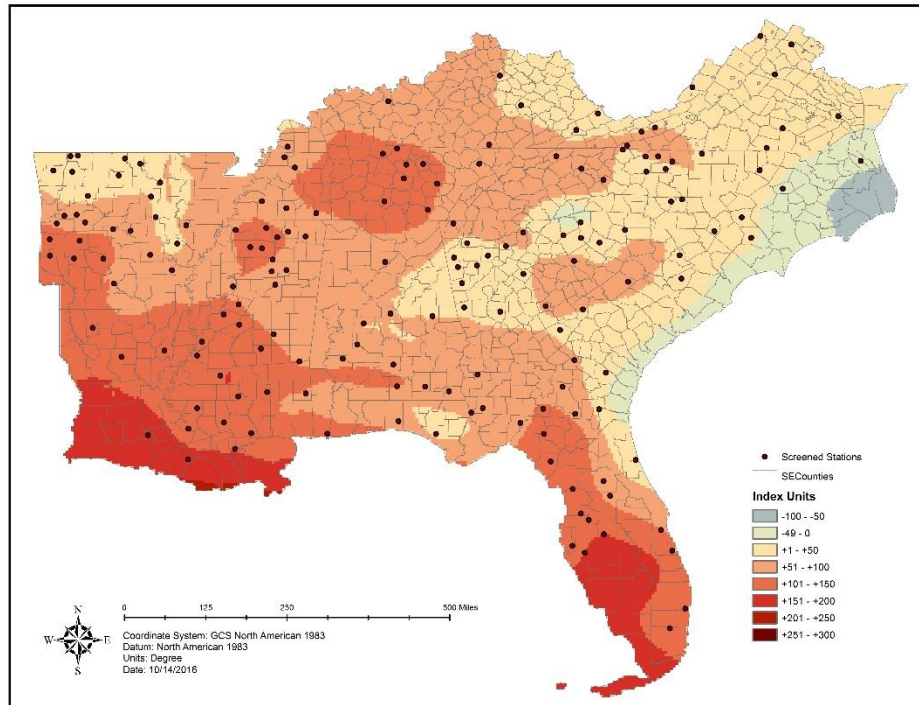 Screened Stations
SECounties
Index Units
-100 - -50
-49 - 0
+1 - +50
+51 - +100
+101 - +150
+151 - +200
+201 - +250
+251 - +300
N
W E
S
0 125 250 500 Miles
Coordinate System: GCS North American 1983
Datum: North American 1983
Units: Degree
Date: 10/14/2016